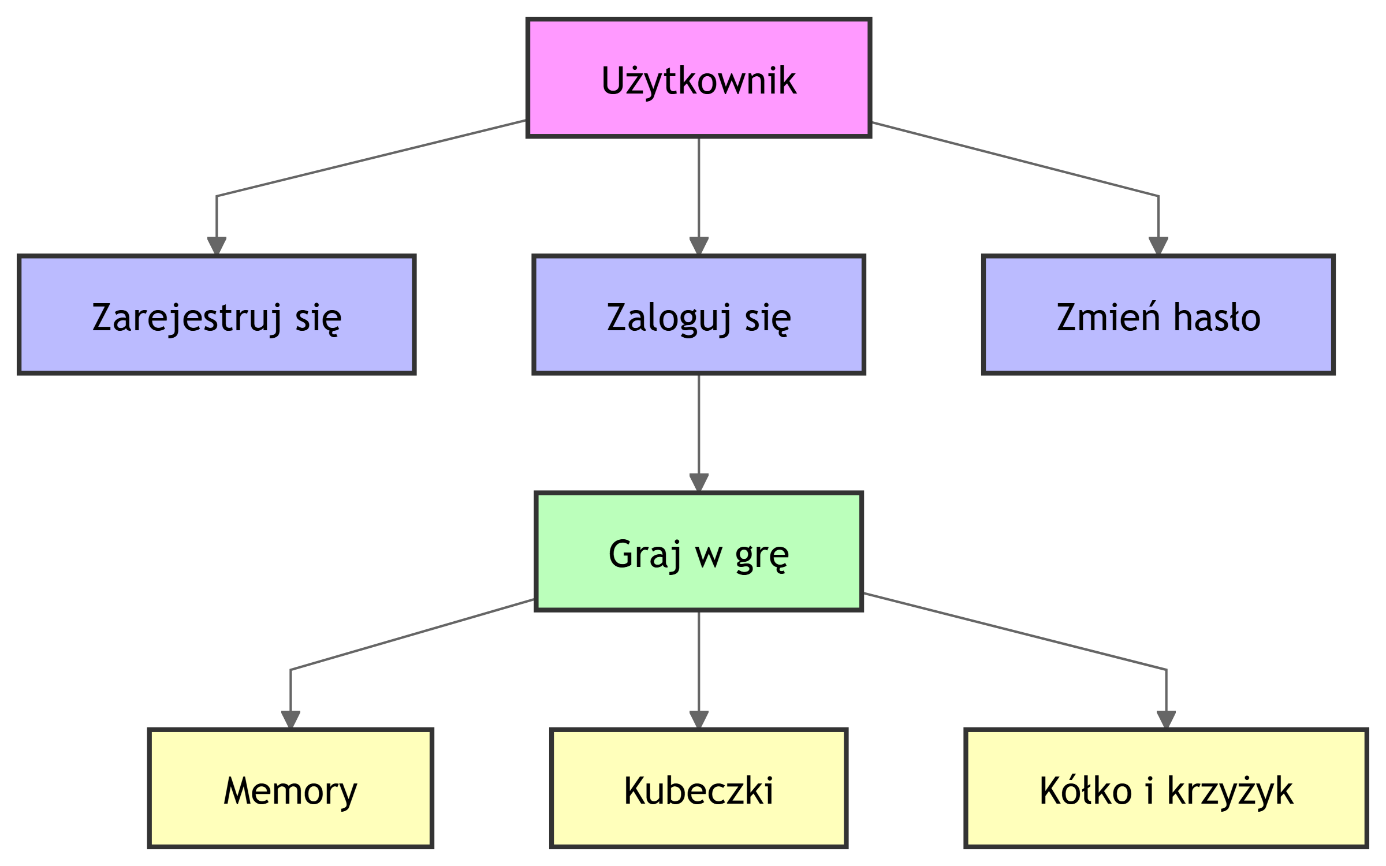 Użytkownik
Zarejestruj się
Zaloguj się
Zmień hasło
Graj w grę
Memory
Kubeczki
Kółko i krzyżyk